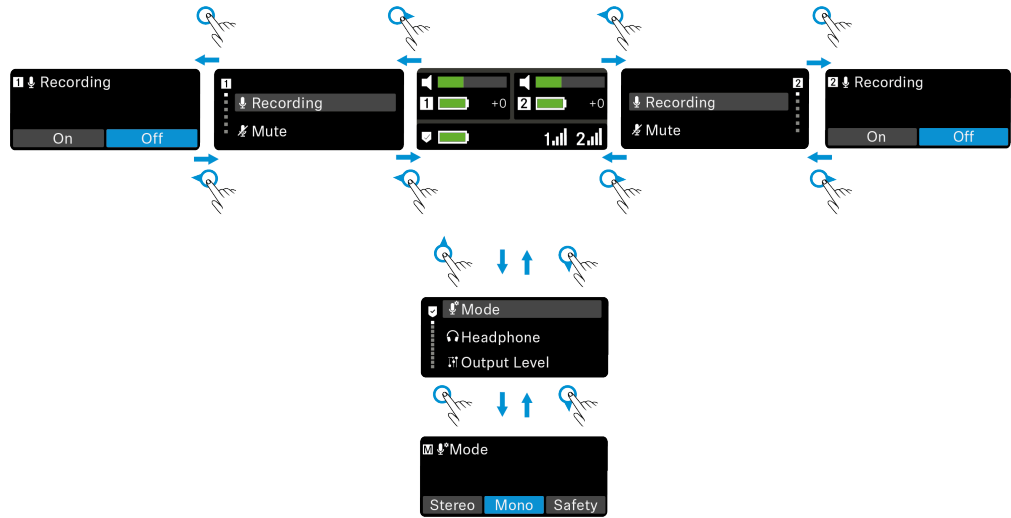 1 Recording
On Off
1
Recording
Mute
1 +0
2 +0
1 2
2
Recording
Mute
2 Recording
On Off
Mode
Headphone
Output Level
M Mode
Stereo Mono Safety